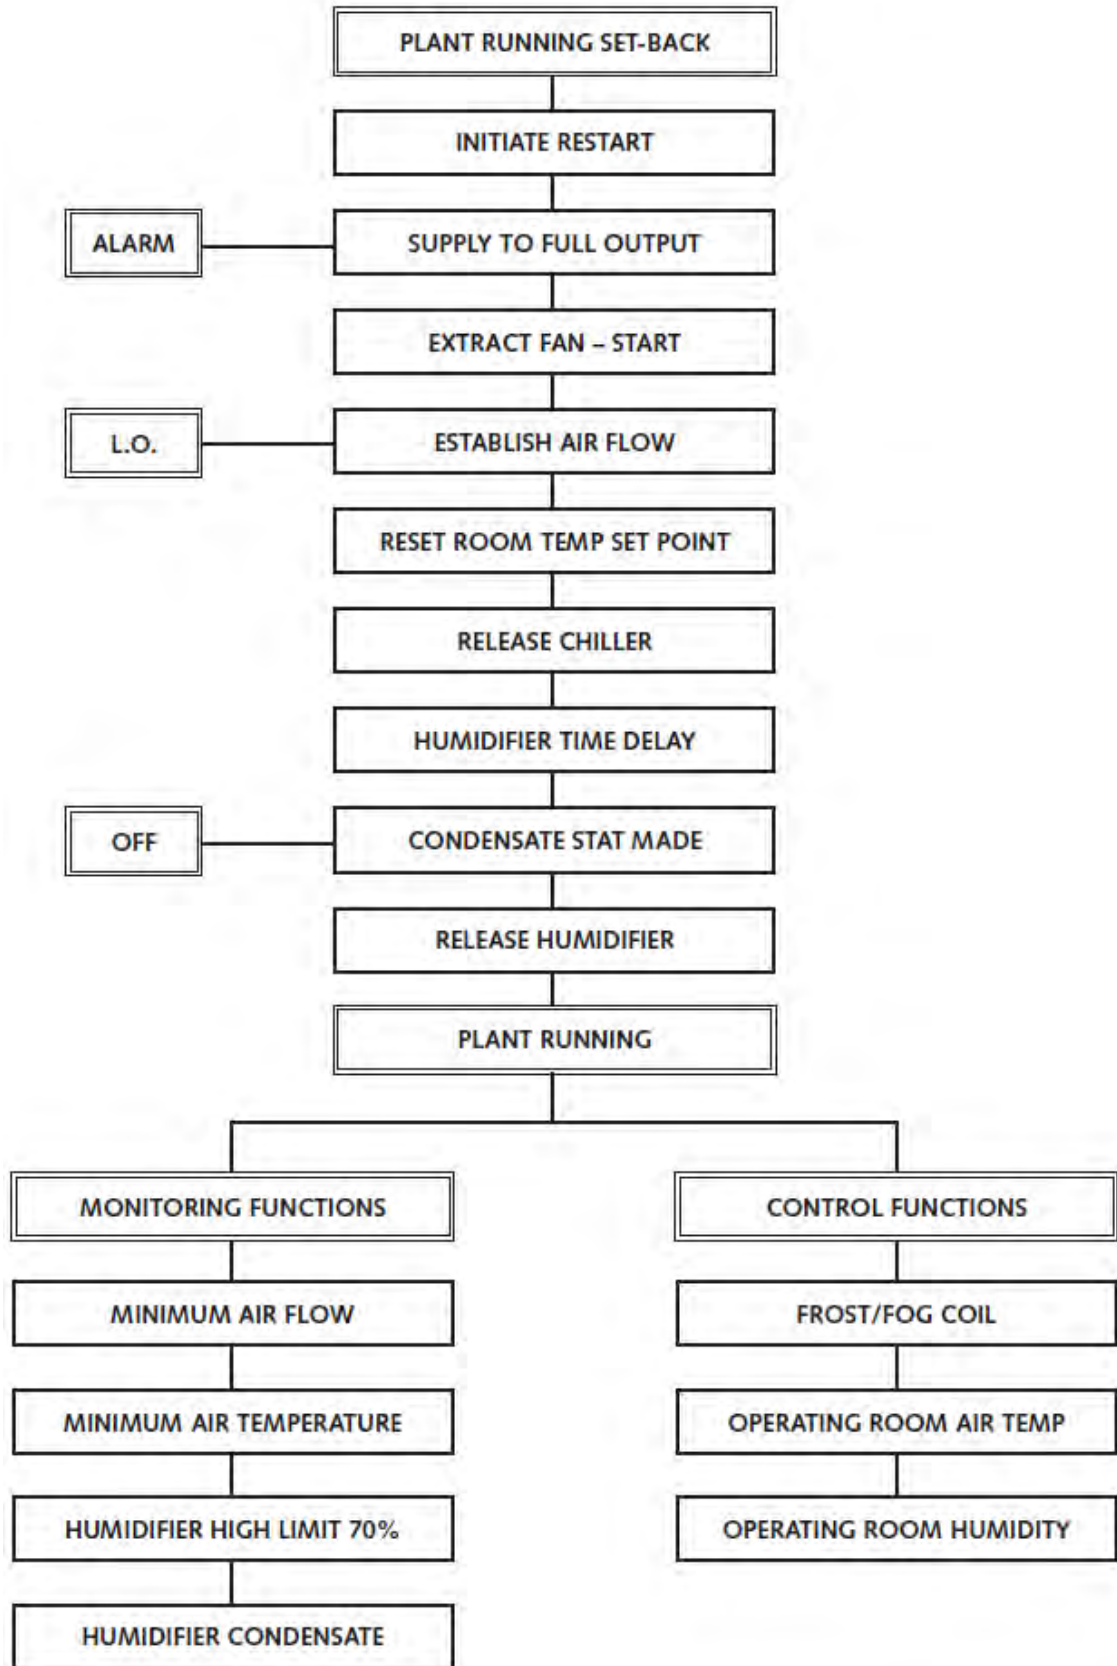 PLANT RUNNING SET-BACK
INITIATE RESTART
ALARM
SUPPLY TO FULL OUTPUT
EXTRACT FAN – START
L.O.
ESTABLISH AIR FLOW
RESET ROOM TEMP SET POINT
RELEASE CHILLER
HUMIDIFIER TIME DELAY
OFF
CONDENSATE STAT MADE
RELEASE HUMIDIFIER
PLANT RUNNING
MONITORING FUNCTIONS
CONTROL FUNCTIONS
MINIMUM AIR FLOW
FROST/FOG COIL
MINIMUM AIR TEMPERATURE
OPERATING ROOM AIR TEMP
HUMIDIFIER HIGH LIMIT 70%
OPERATING ROOM HUMIDITY
HUMIDIFIER CONDENSATE